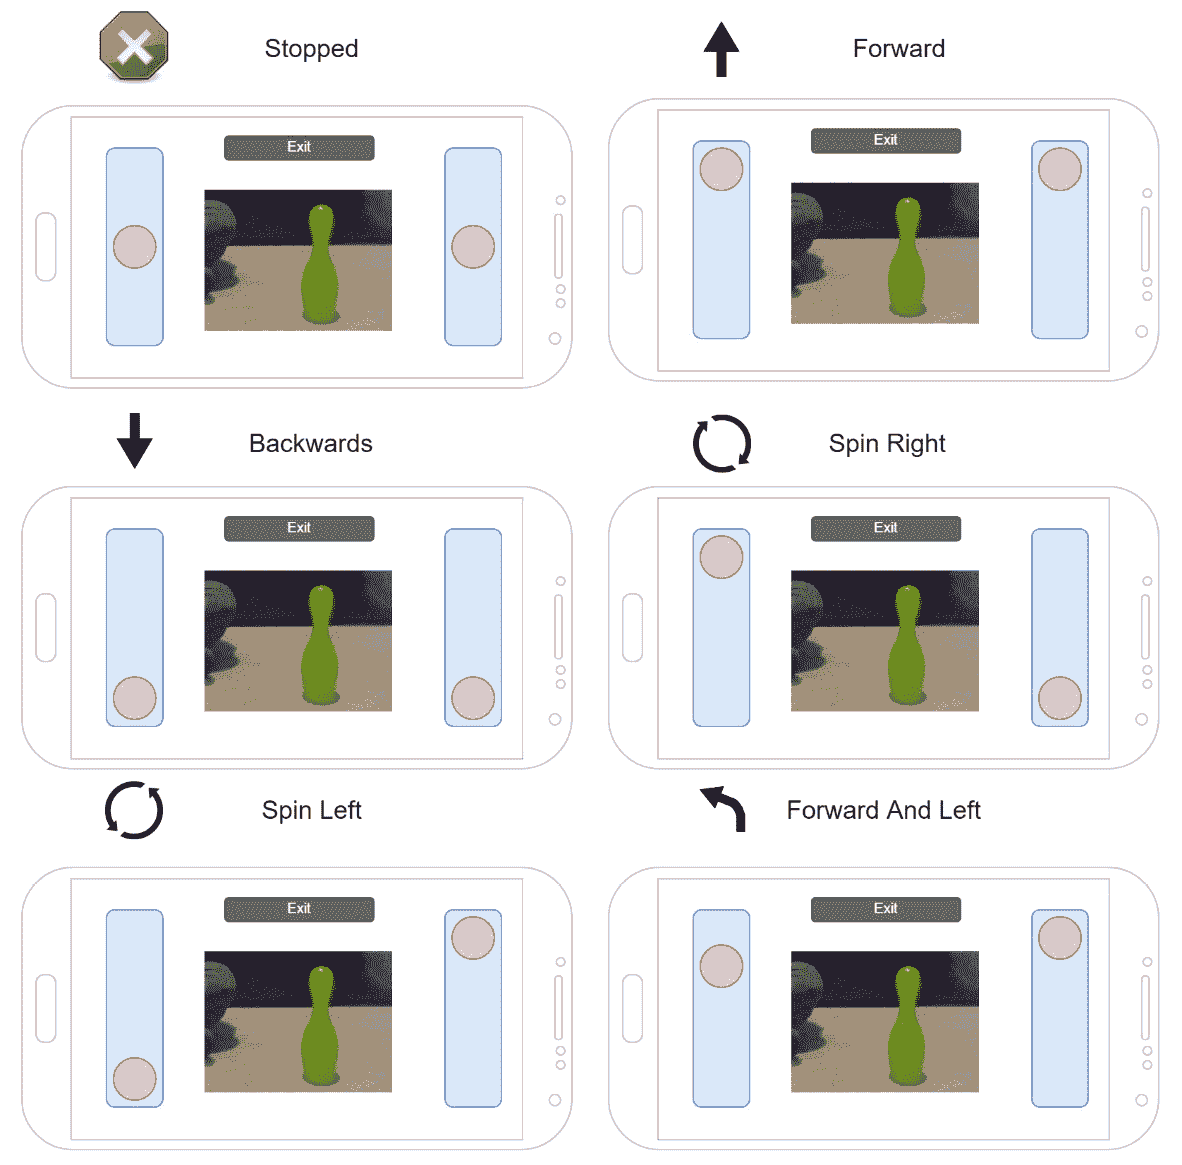 Stopped
Forward
Exit
Exit
Backwards
Spin Right
Exit
Exit
Spin Left
Forward And Left
Exit
Exit